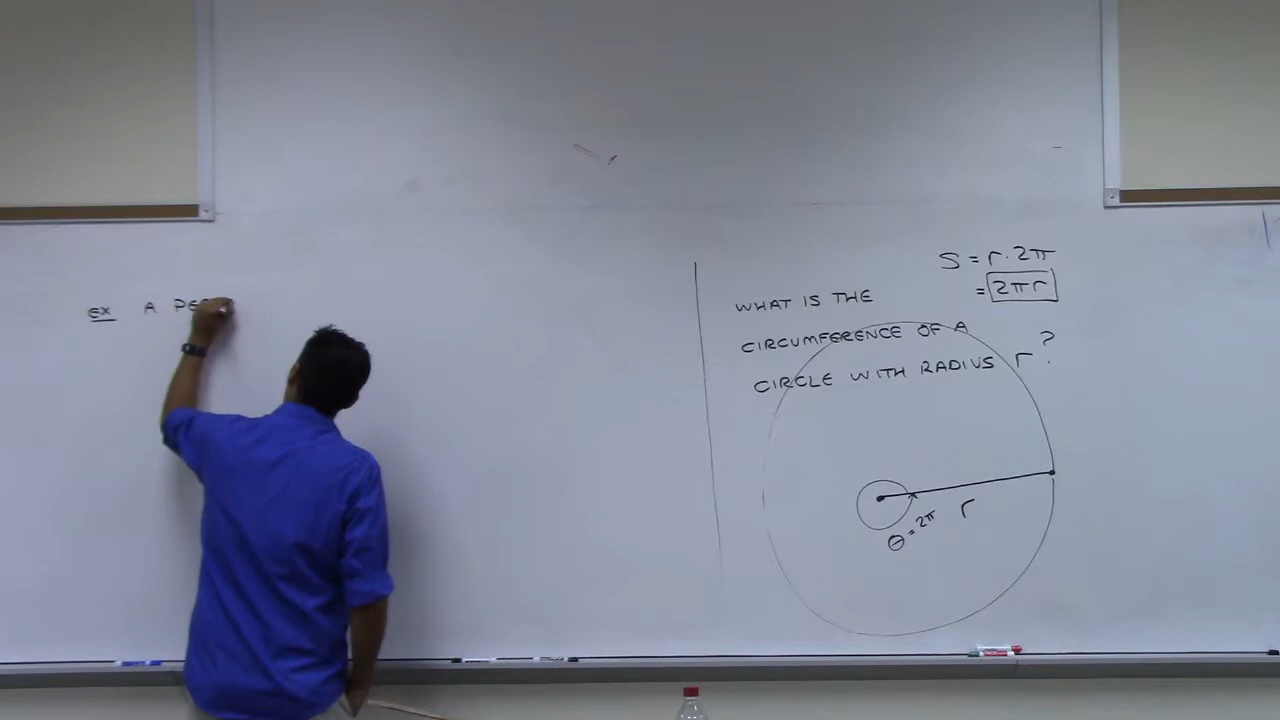 ex A PE
S = r · 2π
= 2πr
WHAT IS THE
CIRCUMFERENCE OF A
CIRCLE WITH RADIUS r ?
r
θ = 2π